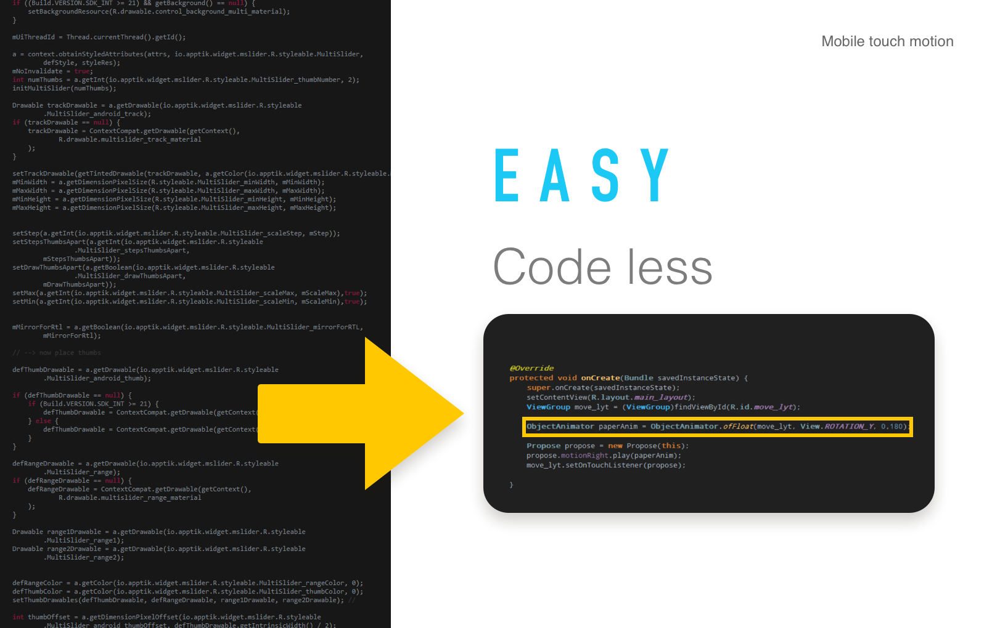 if ((Build.VERSION.SDK_INT >= 21) && getBackground() == null) {
setBackgroundResource(R.drawable.control_background_multi_material);
}
mUiThreadId = Thread.currentThread().getId();
a = context.obtainStyledAttributes(attrs, io.apptik.widget.mslider.R.styleable.MultiSlider,
defStyle, styleRes);
mNoInvalidate = true;
int numThumbs = a.getInt(io.apptik.widget.mslider.R.styleable.MultiSlider_thumbNumber, 2);
initMultiSlider(numThumbs);
Drawable trackDrawable = a.getDrawable(io.apptik.widget.mslider.R.styleable
.MultiSlider_android_track);
if (trackDrawable == null) {
trackDrawable = ContextCompat.getDrawable(getContext(),
R.drawable.multislider_track_material
);
}
setTrackDrawable(getTintedDrawable(trackDrawable, a.getColor(io.apptik.widget.mslider.R.styleable.
mMinWidth = a.getDimensionPixelSize(R.styleable.MultiSlider_minWidth, mMinWidth);
mMaxWidth = a.getDimensionPixelSize(R.styleable.MultiSlider_maxWidth, mMaxWidth);
mMinHeight = a.getDimensionPixelSize(R.styleable.MultiSlider_minHeight, mMinHeight);
mMaxHeight = a.getDimensionPixelSize(R.styleable.MultiSlider_maxHeight, mMaxHeight);
setStep(a.getInt(io.apptik.widget.mslider.R.styleable.MultiSlider_scaleStep, mStep));
setStepsThumbsApart(a.getInt(io.apptik.widget.mslider.R.styleable
.MultiSlider_stepsThumbsApart,
mStepsThumbsApart));
setDrawThumbsApart(a.getBoolean(io.apptik.widget.mslider.R.styleable
.MultiSlider_drawThumbsApart,
mDrawThumbsApart));
setMax(a.getInt(io.apptik.widget.mslider.R.styleable.MultiSlider_scaleMax, mScaleMax),true);
setMin(a.getInt(io.apptik.widget.mslider.R.styleable.MultiSlider_scaleMin, mScaleMin),true);
mMirrorForRtl = a.getBoolean(io.apptik.widget.mslider.R.styleable.MultiSlider_mirrorForRTL,
mMirrorForRtl);
// --> now place thumbs
defThumbDrawable = a.getDrawable(io.apptik.widget.mslider.R.styleable
.MultiSlider_android_thumb);
if (defThumbDrawable == null) {
if (Build.VERSION.SDK_INT >= 21) {
defThumbDrawable = ContextCompat.getDrawable(getContext(
} else {
defThumbDrawable = ContextCompat.getDrawable(getContext(
}
}
defRangeDrawable = a.getDrawable(io.apptik.widget.mslider.R.styleable
.MultiSlider_range);
if (defRangeDrawable == null) {
defRangeDrawable = ContextCompat.getDrawable(getContext(),
R.drawable.multislider_range_material
);
}
Drawable range1Drawable = a.getDrawable(io.apptik.widget.mslider.R.styleable
.MultiSlider_range1);
Drawable range2Drawable = a.getDrawable(io.apptik.widget.mslider.R.styleable
.MultiSlider_range2);
defRangeColor = a.getColor(io.apptik.widget.mslider.R.styleable.MultiSlider_rangeColor, 0);
defThumbColor = a.getColor(io.apptik.widget.mslider.R.styleable.MultiSlider_thumbColor, 0);
setThumbDrawables(defThumbDrawable, defRangeDrawable, range1Drawable, range2Drawable); //
int thumbOffset = a.getDimensionPixelOffset(io.apptik.widget.mslider.R.styleable
.MultiSlider_android_thumbOffset, defThumbDrawable.getIntrinsicWidth() / 2);
Mobile touch motion
EASY
Code less
@Override
protected void onCreate(Bundle savedInstanceState) {
super.onCreate(savedInstanceState);
setContentView(R.layout.main_layout);
ViewGroup move_lyt = (ViewGroup)findViewById(R.id.move_lyt);
ObjectAnimator paperAnim = ObjectAnimator.ofFloat(move_lyt, View.ROTATION_Y, 0,180);
Propose propose = new Propose(this);
propose.motionRight.play(paperAnim);
move_lyt.setOnTouchListener(propose);
}